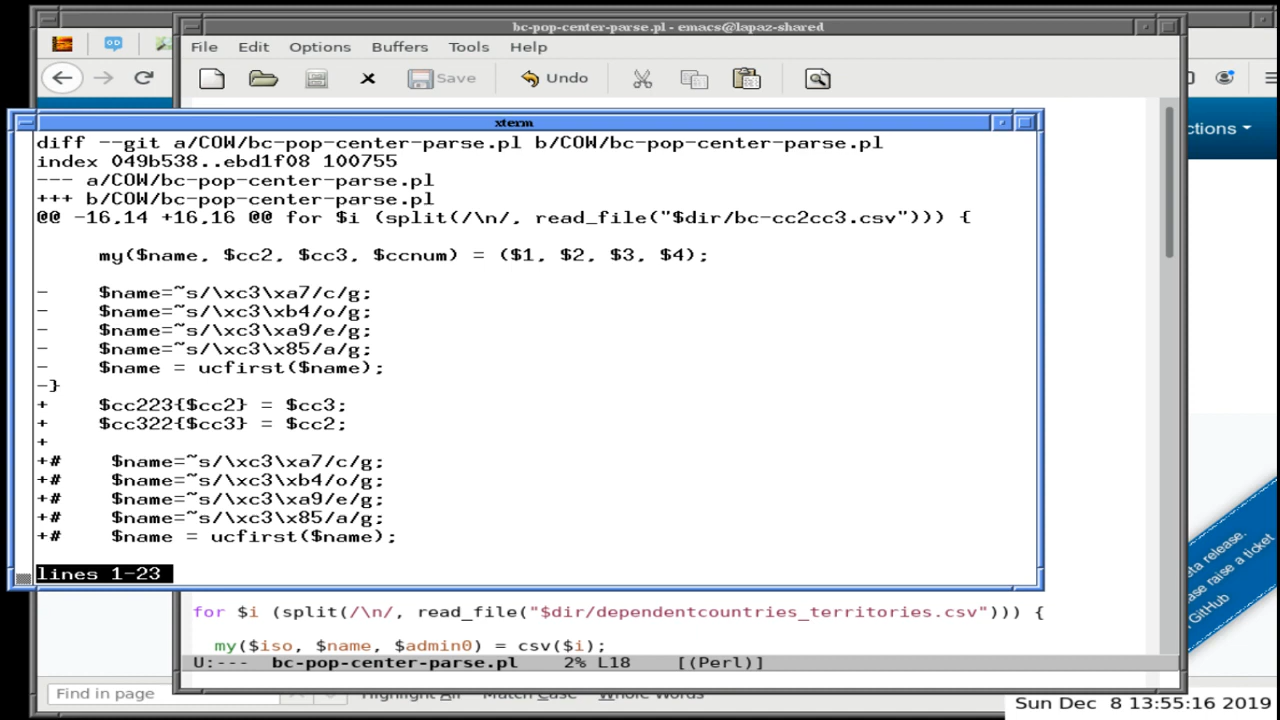 bc-pop-center-parse.pl - emacs@lapaz-shared
File Edit Options Buffers Tools Help
Save Undo
xterm
ctions
diff --git a/COW/bc-pop-center-parse.pl b/COW/bc-pop-center-parse.pl
index 049b538..ebd1f08 100755
--- a/COW/bc-pop-center-parse.pl
+++ b/COW/bc-pop-center-parse.pl
@@ -16,14 +16,16 @@ for $i (split(/\n/, read_file("$dir/bc-cc2cc3.csv"))) {
my($name, $cc2, $cc3, $ccnum) = ($1, $2, $3, $4);
-    $name=~s/\xc3\xa7/c/g;
-    $name=~s/\xc3\xb4/o/g;
-    $name=~s/\xc3\xa9/e/g;
-    $name=~s/\xc3\x85/a/g;
-    $name = ucfirst($name);
-}
+    $cc223{$cc2} = $cc3;
+    $cc322{$cc3} = $cc2;
+
+#    $name=~s/\xc3\xa7/c/g;
+#    $name=~s/\xc3\xb4/o/g;
+#    $name=~s/\xc3\xa9/e/g;
+#    $name=~s/\xc3\x85/a/g;
+#    $name = ucfirst($name);
lines 1-23
eta release.
ease raise a ticket
GitHub
for $i (split(/\n/, read_file("$dir/dependentcountries_territories.csv"))) {
my($iso, $name, $admin0) = csv($i);
U:--- bc-pop-center-parse.pl 2% L18 [(Perl)]
Find in page Highlight All Match Case Whole Words
Sun Dec 8 13:55:16 2019